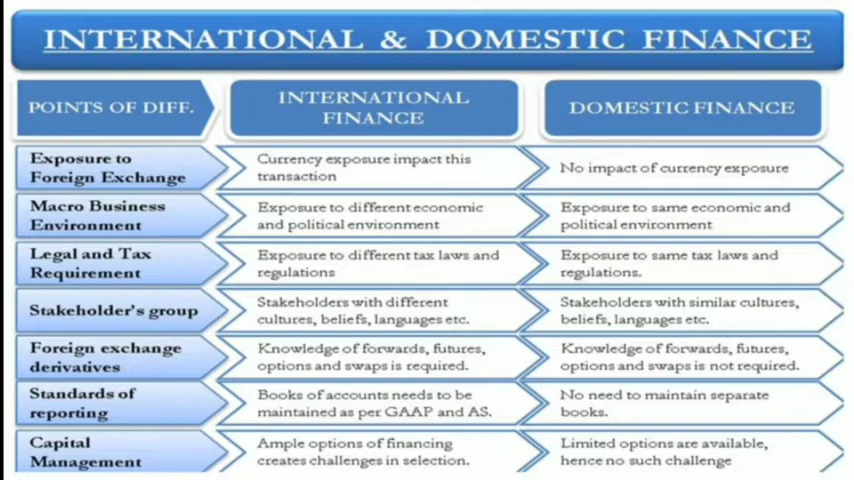 INTERNATIONAL & DOMESTIC FINANCE
POINTS OF DIFF.
INTERNATIONAL
FINANCE
DOMESTIC FINANCE
Exposure to
Foreign Exchange
Currency exposure impact this
transaction
No impact of currency exposure
Macro Business
Environment
Exposure to different economic
and political environment
Exposure to same economic and
political environment
Legal and Tax
Requirement
Exposure to different tax laws and
regulations
Exposure to same tax laws and
regulations.
Stakeholder's group
Stakeholders with different
cultures, beliefs, languages etc.
Stakeholders with similar cultures,
beliefs, languages etc.
Foreign exchange
derivatives
Knowledge of forwards, futures,
options and swaps is required.
Knowledge of forwards, futures,
options and swaps is not required.
Standards of
reporting
Books of accounts needs to be
maintained as per GAAP and AS.
No need to maintain separate
books.
Capital
Management
Ample options of financing
creates challenges in selection.
Limited options are available,
hence no such challenge